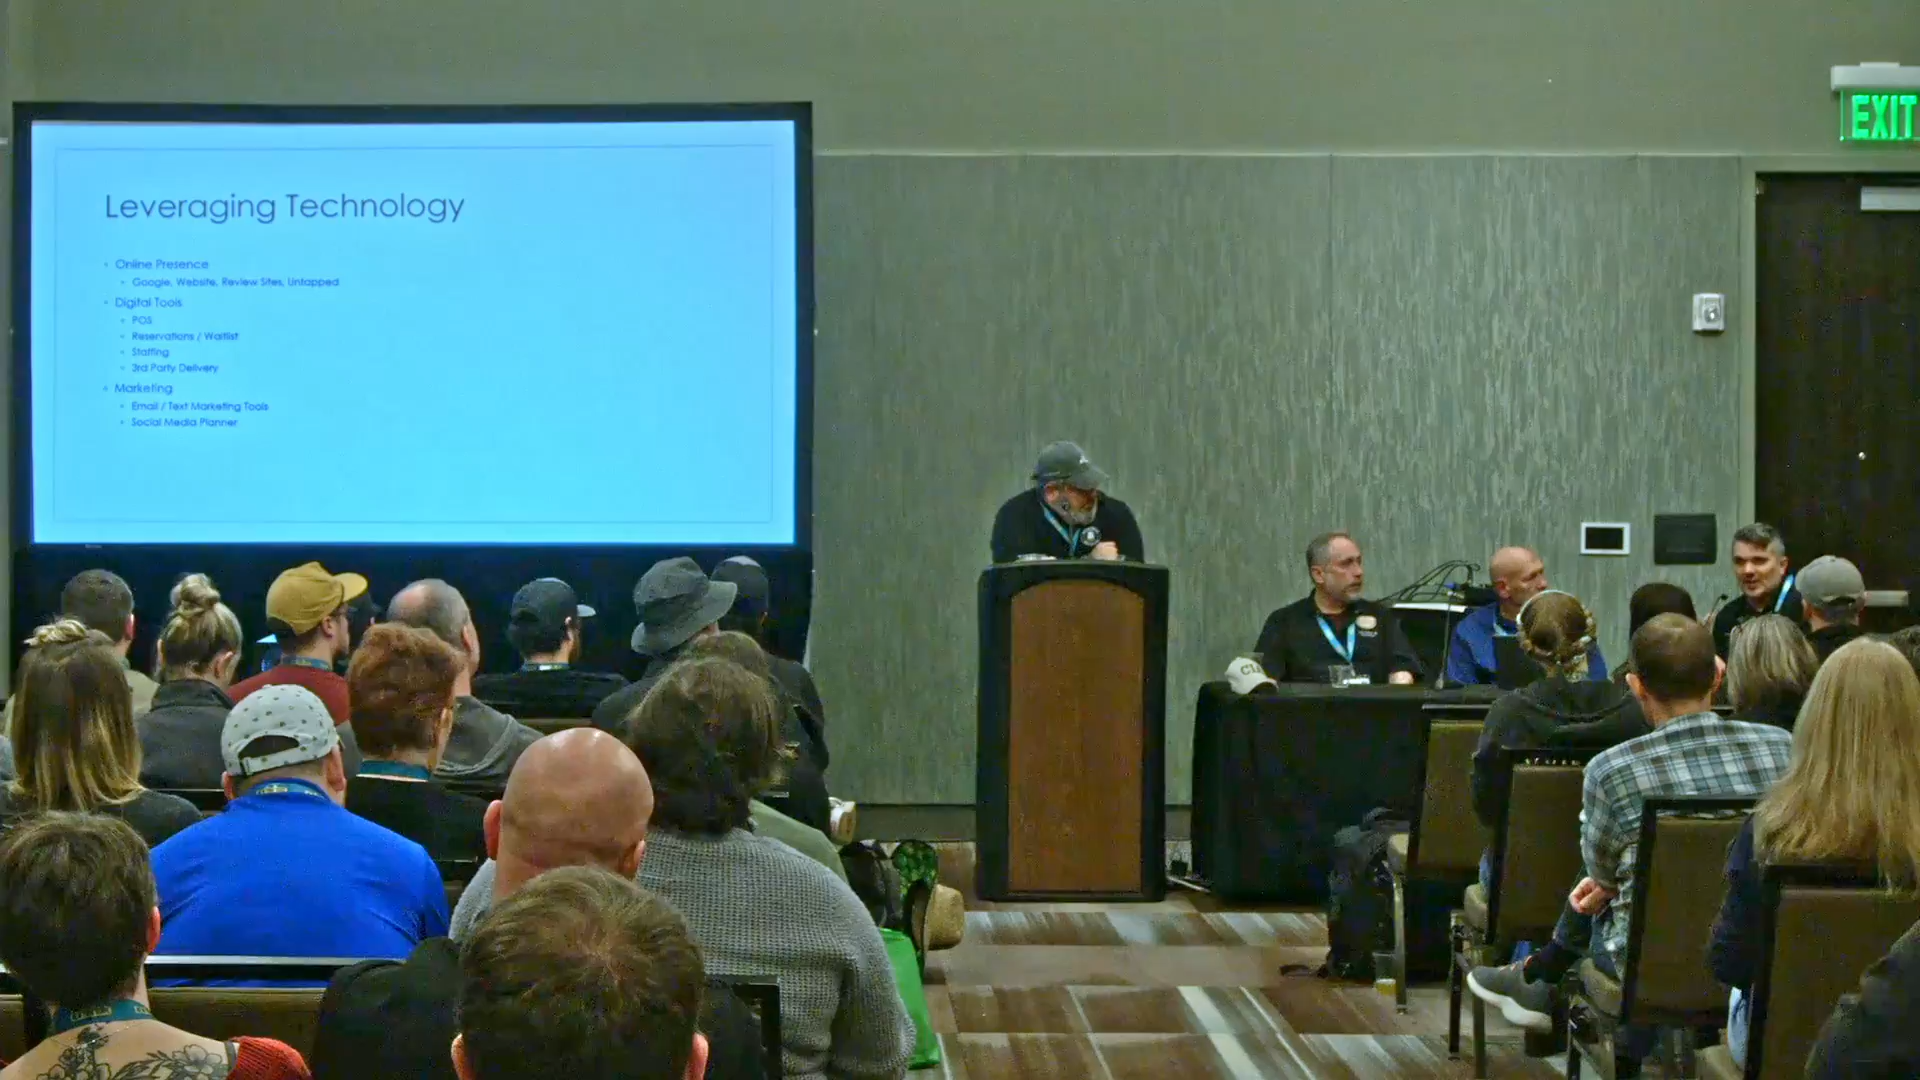 Leveraging Technology
Online Presence
Google, Website, Review Sites, Untapped
Digital Tools
POS
Reservations / Waitlist
Staffing
3rd Party Delivery
Marketing
Email / Text Marketing Tools
Social Media Planner
EXIT